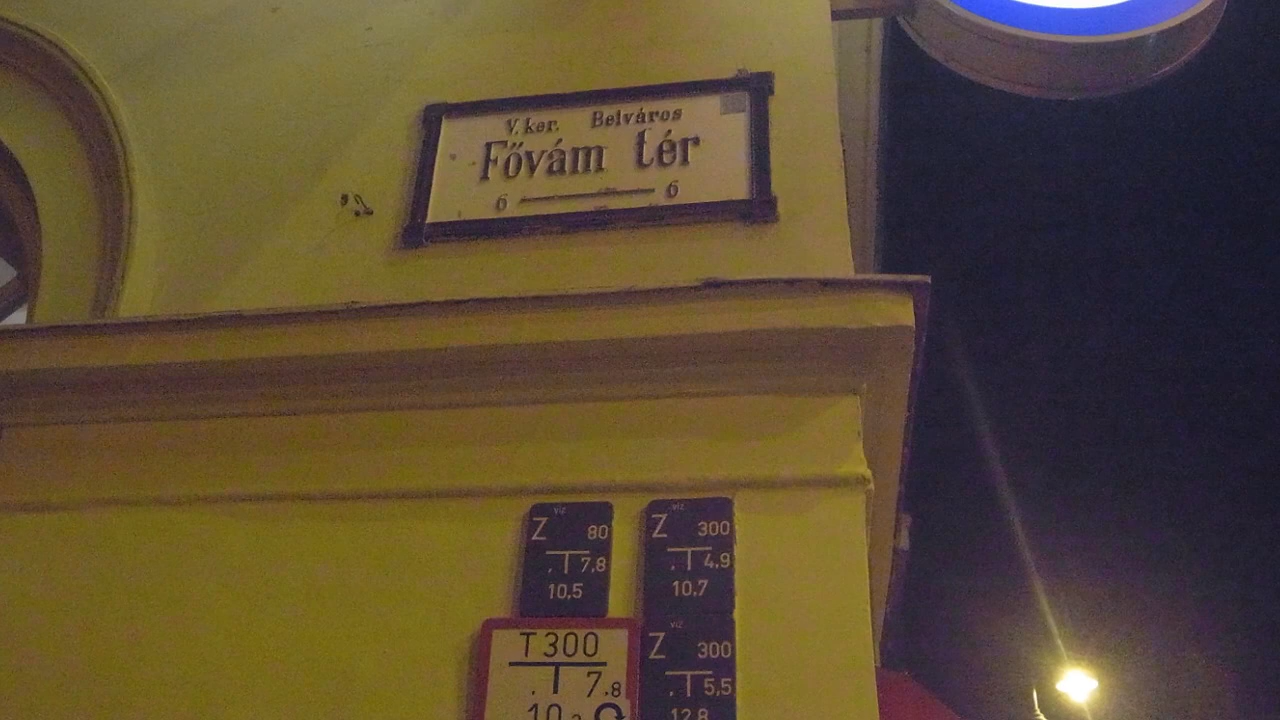 V. ker. Belváros
Fővám tér
6 6
víz
Z 80
. T 7,8
10,5
víz
Z 300
. T 4,9
10,7
T 300
. T 7.8
víz
Z 300
. T 5,5
12,8